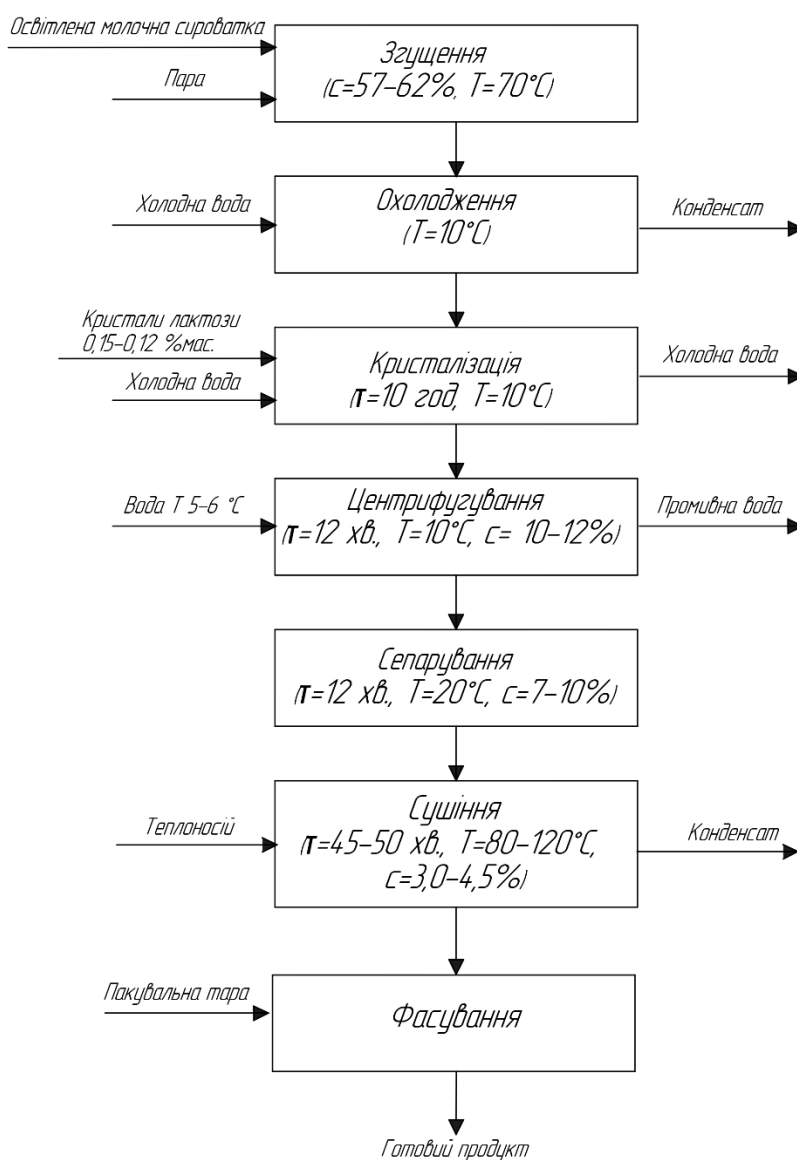 Освітлена молочна сироватка
Пара
Згущення
(с=57–62%, Т=70°С)
Холодна вода
Охолодження
(Т=10°С)
Конденсат
Кристали лактози
0,15–0,12 %мас.
Холодна вода
Кристалізація
(τ=10 год, Т=10°С)
Холодна вода
Вода Т 5–6 °С
Центрифугування
(τ=12 хв., Т=10°С, с= 10–12%)
Промивна вода
Сепарування
(τ=12 хв., Т=20°С, с=7–10%)
Теплоносій
Сушіння
(τ=45–50 хв., Т=80–120°С,
с=3,0–4,5%)
Конденсат
Пакувальна тара
Фасування
Готовий продукт